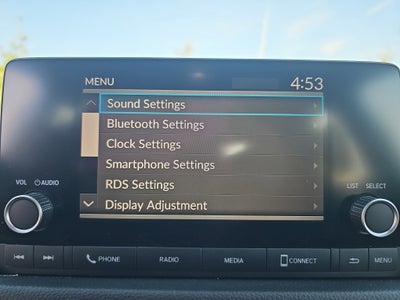 MENU
4:53
Sound Settings
Bluetooth Settings
Clock Settings
Smartphone Settings
RDS Settings
Display Adjustment
VOL
AUDIO
LIST
SELECT
PHONE
RADIO
MEDIA
CONNECT
MENU